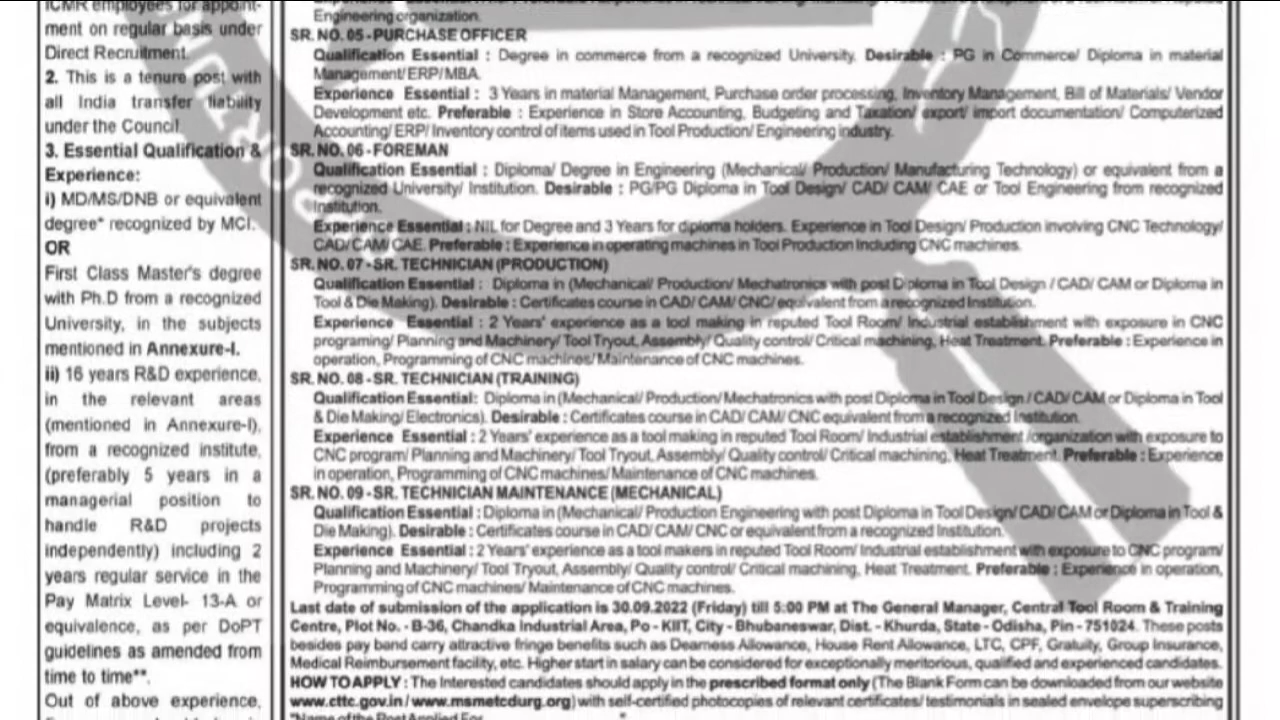 ICMR employees for appoint-
ment on regular basis under
Direct Recruitment.
2. This is a tenure post with
all India transfer liability
under the Council.
3. Essential Qualification &
Experience:
i) MD/MS/DNB or equivalent
degree* recognized by MCI.
OR
First Class Master's degree
with Ph.D from a recognized
University, in the subjects
mentioned in Annexure-I.
ii) 16 years R&D experience,
in the relevant areas
(mentioned in Annexure-I),
from a recognized institute,
(preferably 5 years in a
managerial position to
handle R&D projects
independently) including 2
years regular service in the
Pay Matrix Level- 13-A or
equivalence, as per DoPT
guidelines as amended from
time to time**.
Out of above experience,
Engineering organization.
SR. NO. 05 - PURCHASE OFFICER
Qualification Essential : Degree in commerce from a recognized University. Desirable : PG in Commerce/ Diploma in material
Management/ ERP/ MBA.
Experience Essential : 3 Years in material Management, Purchase order processing, Inventory Management, Bill of Materials/ Vendor
Development etc. Preferable : Experience in Store Accounting, Budgeting and Taxation/ export/ import documentation/ Computerized
Accounting/ ERP/ Inventory control of items used in Tool Production/ Engineering industry.
SR. NO. 06 - FOREMAN
Qualification Essential : Diploma/ Degree in Engineering (Mechanical/ Production/ Manufacturing Technology) or equivalent from a
recognized University/ Institution. Desirable : PG/PG Diploma in Tool Design/ CAD/ CAM/ CAE or Tool Engineering from recognized
Institution.
Experience Essential : NIL for Degree and 3 Years for diploma holders. Experience in Tool Design/ Production involving CNC Technology/
CAD/ CAM/ CAE. Preferable : Experience in operating machines in Tool Production Including CNC machines.
SR. NO. 07 - SR. TECHNICIAN (PRODUCTION)
Qualification Essential : Diploma in (Mechanical/ Production/ Mechatronics with post Diploma in Tool Design / CAD/ CAM or Diploma in
Tool & Die Making). Desirable : Certificates course in CAD/ CAM/ CNC/ equivalent from a recognized Institution.
Experience Essential : 2 Years' experience as a tool making in reputed Tool Room/ Industrial establishment with exposure in CNC
programing/ Planning and Machinery/ Tool Tryout, Assembly/ Quality control/ Critical machining, Heat Treatment. Preferable : Experience in
operation, Programming of CNC machines/ Maintenance of CNC machines.
SR. NO. 08 - SR. TECHNICIAN (TRAINING)
Qualification Essential: Diploma in (Mechanical/ Production/ Mechatronics with post Diploma in Tool Design / CAD/ CAM or Diploma in Tool
& Die Making/ Electronics). Desirable : Certificates course in CAD/ CAM/ CNC equivalent from a recognized Institution.
Experience Essential : 2 Years' experience as a tool making in reputed Tool Room/ Industrial establishment /organization with exposure to
CNC program/ Planning and Machinery/ Tool Tryout, Assembly/ Quality control/ Critical machining, Heat Treatment. Preferable : Experience
in operation, Programming of CNC machines/ Maintenance of CNC machines.
SR. NO. 09 - SR. TECHNICIAN MAINTENANCE (MECHANICAL)
Qualification Essential : Diploma in (Mechanical/ Production Engineering with post Diploma in Tool Design/ CAD/ CAM or Diploma in Tool &
Die Making). Desirable : Certificates course in CAD/ CAM/ CNC or equivalent from a recognized Institution.
Experience Essential : 2 Years' experience as a tool makers in reputed Tool Room/ Industrial establishment with exposure to CNC program/
Planning and Machinery/ Tool Tryout, Assembly/ Quality control/ Critical machining, Heat Treatment. Preferable : Experience in operation,
Programming of CNC machines/ Maintenance of CNC machines.
Last date of submission of the application is 30.09.2022 (Friday) till 5:00 PM at The General Manager, Central Tool Room & Training
Centre, Plot No. - B-36, Chandka Industrial Area, Po - KIIT, City - Bhubaneswar, Dist. - Khurda, State - Odisha, Pin - 751024. These posts
besides pay band carry attractive fringe benefits such as Dearness Allowance, House Rent Allowance, LTC, CPF, Gratuity, Group Insurance,
Medical Reimbursement facility, etc. Higher start in salary can be considered for exceptionally meritorious, qualified and experienced candidates.
HOW TO APPLY : The Interested candidates should apply in the prescribed format only (The Blank Form can be downloaded from our website
www.cttc.gov.in / www.msmetcdurg.org) with self-certified photocopies of relevant certificates/ testimonials in sealed envelope superscribing
"Name of the Post Applied For